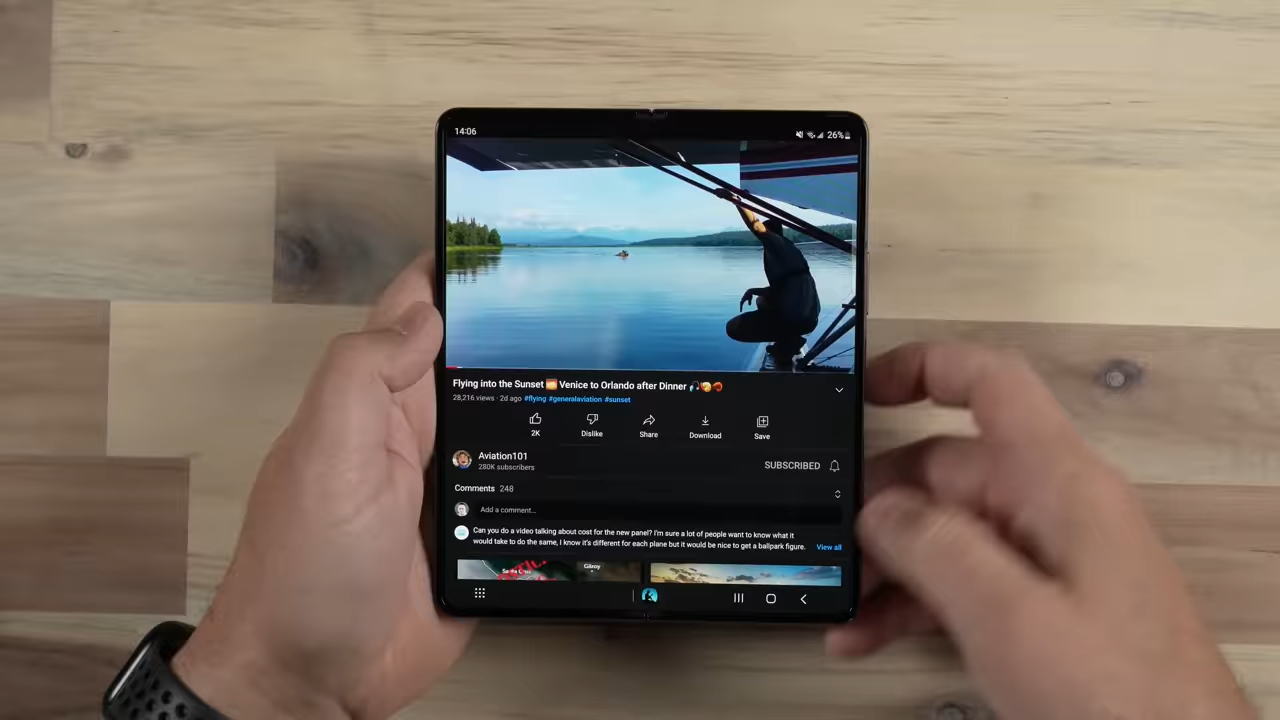 14:06
26%
Flying into the Sunset 🌅 Venice to Orlando after Dinner 🎧🍤🥊
28,216 views · 2d ago #flying #generalaviation #sunset
2K
Dislike
Share
Download
Save
Aviation101
280K subscribers
SUBSCRIBED
Comments 248
Add a comment...
Can you do a video talking about cost for the new panel? I'm sure a lot of people want to know what it
would take to do the same, I know it's different for each plane but it would be nice to get a ballpark figure.
View all
Gilroy